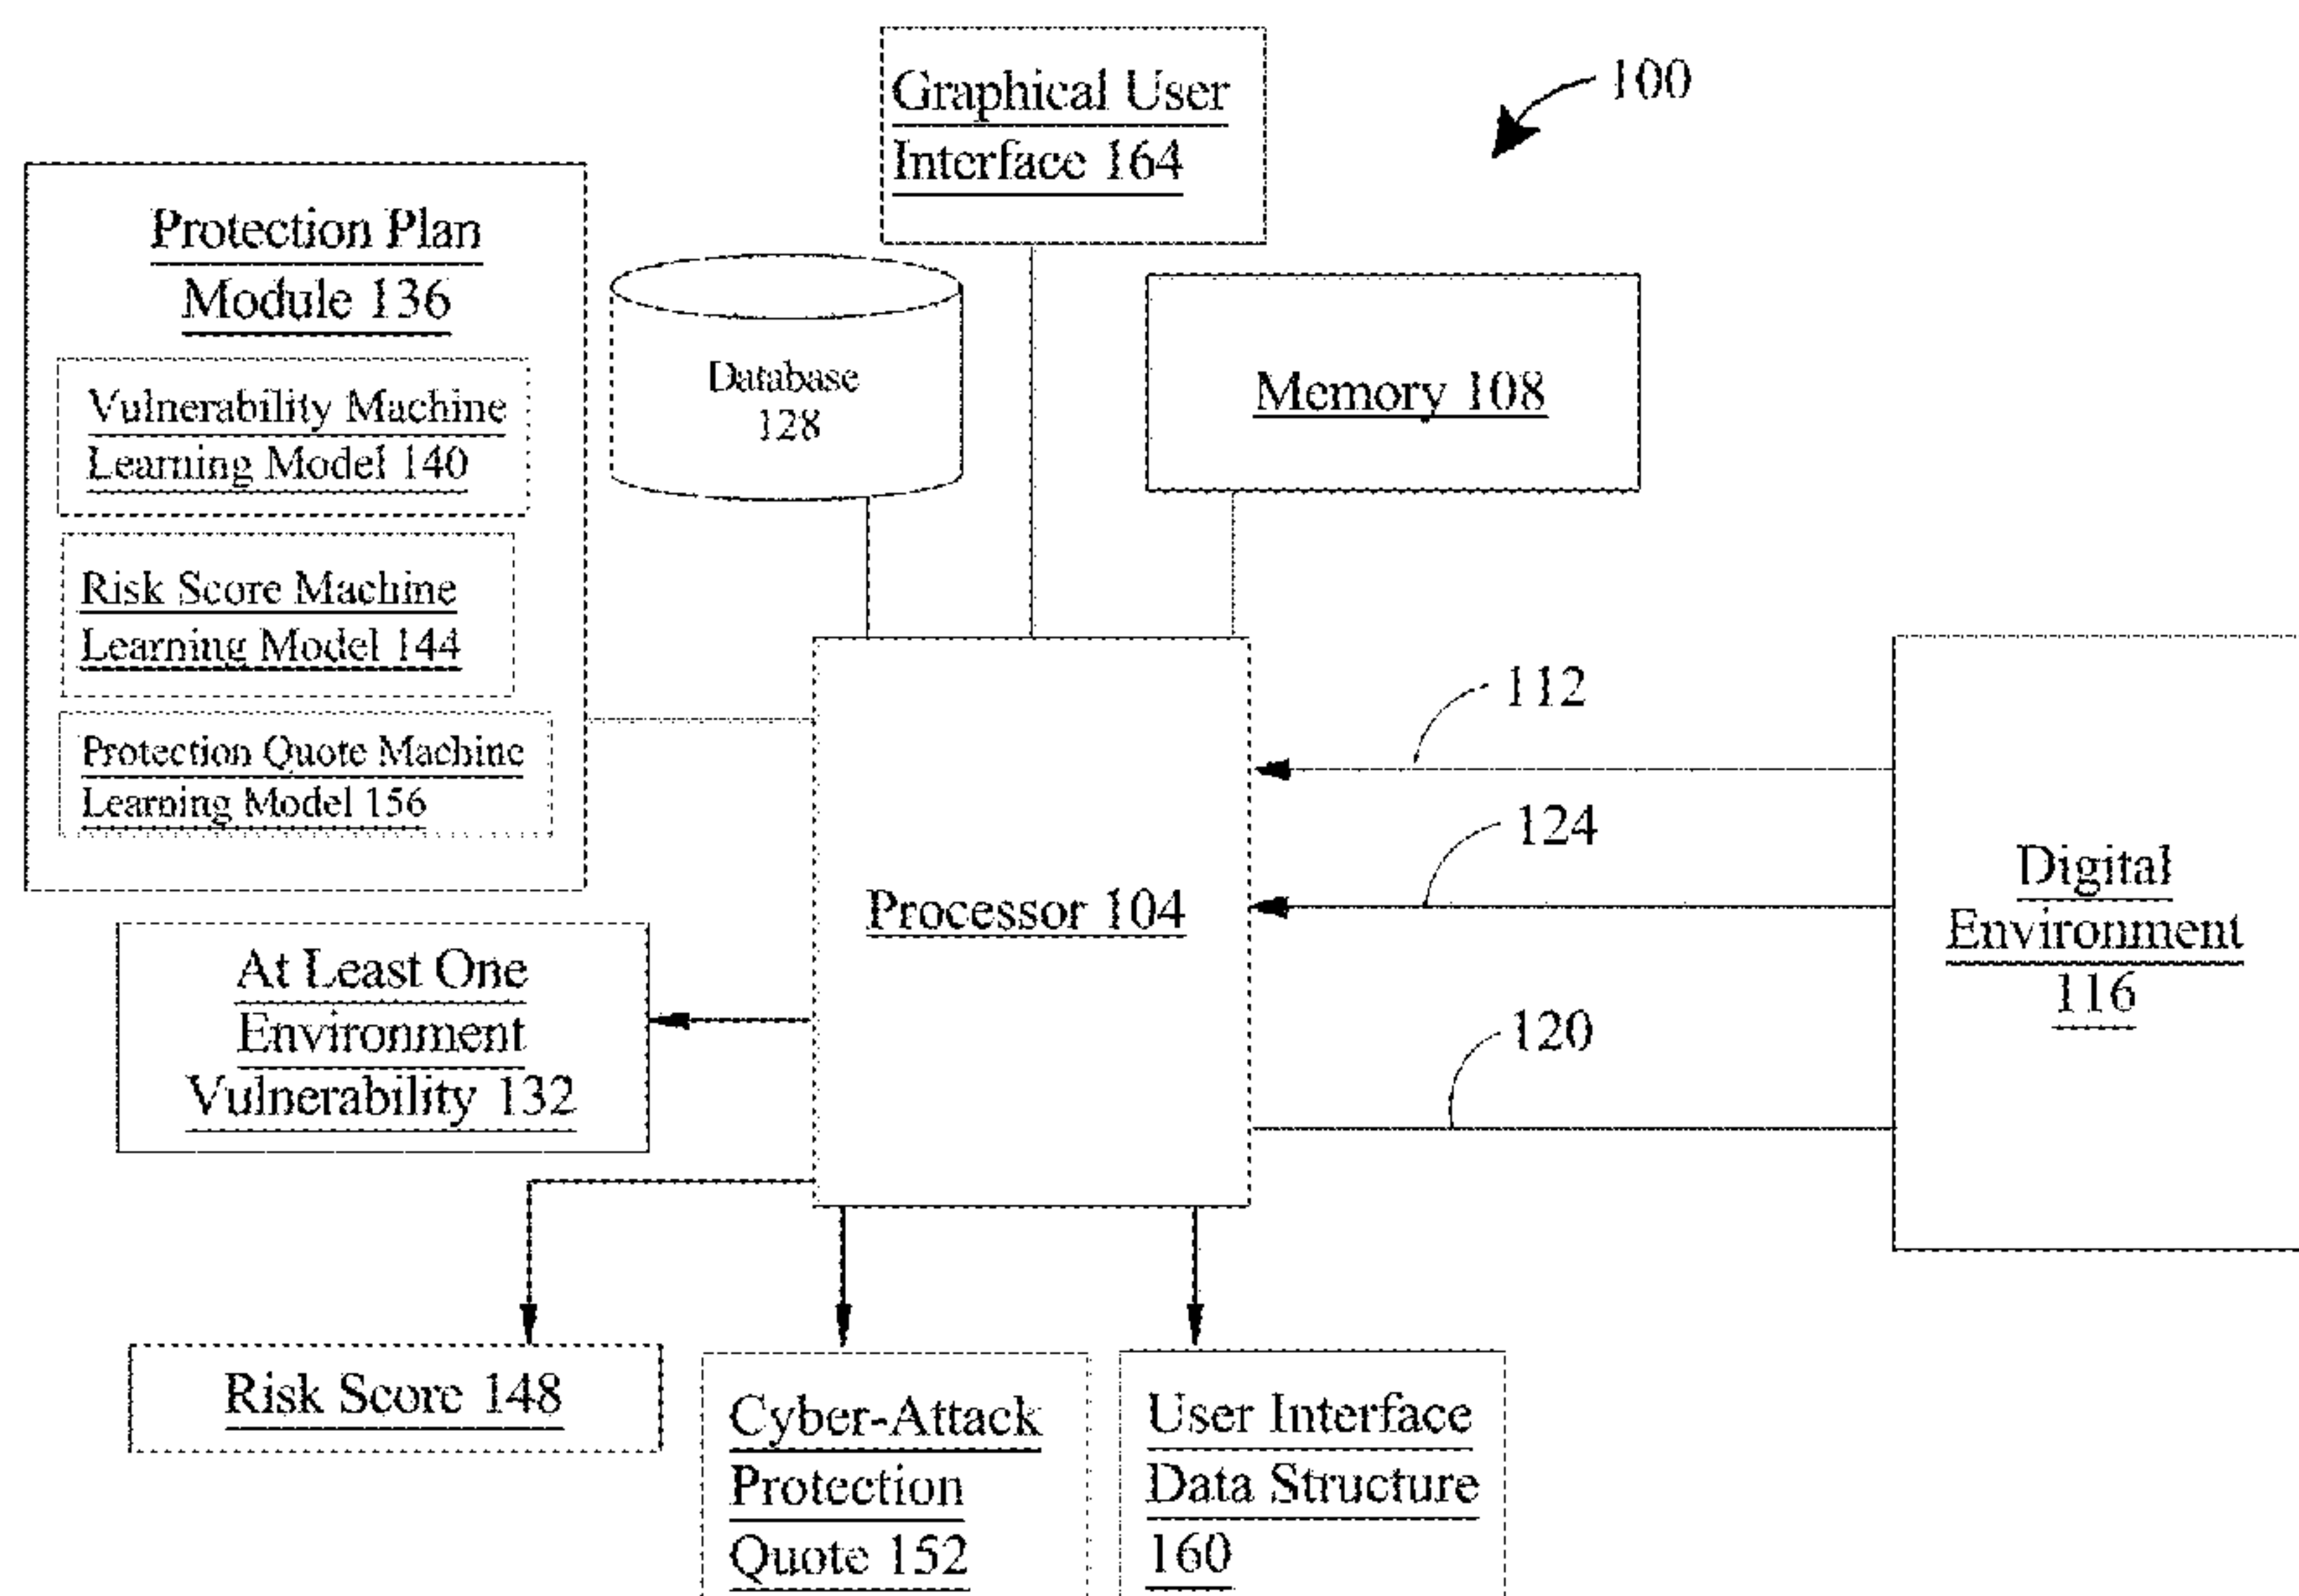 100
Graphical User
Interface 164
Protection Plan
Module 136
Vulnerability Machine
Learning Model 140
Risk Score Machine
Learning Model 144
Protection Quote Machine
Learning Model 156
Database
128
Memory 108
Processor 104
112
124
120
Digital
Environment
116
At Least One
Environment
Vulnerability 132
Risk Score 148
Cyber-Attack
Protection
Quote 152
User Interface
Data Structure
160